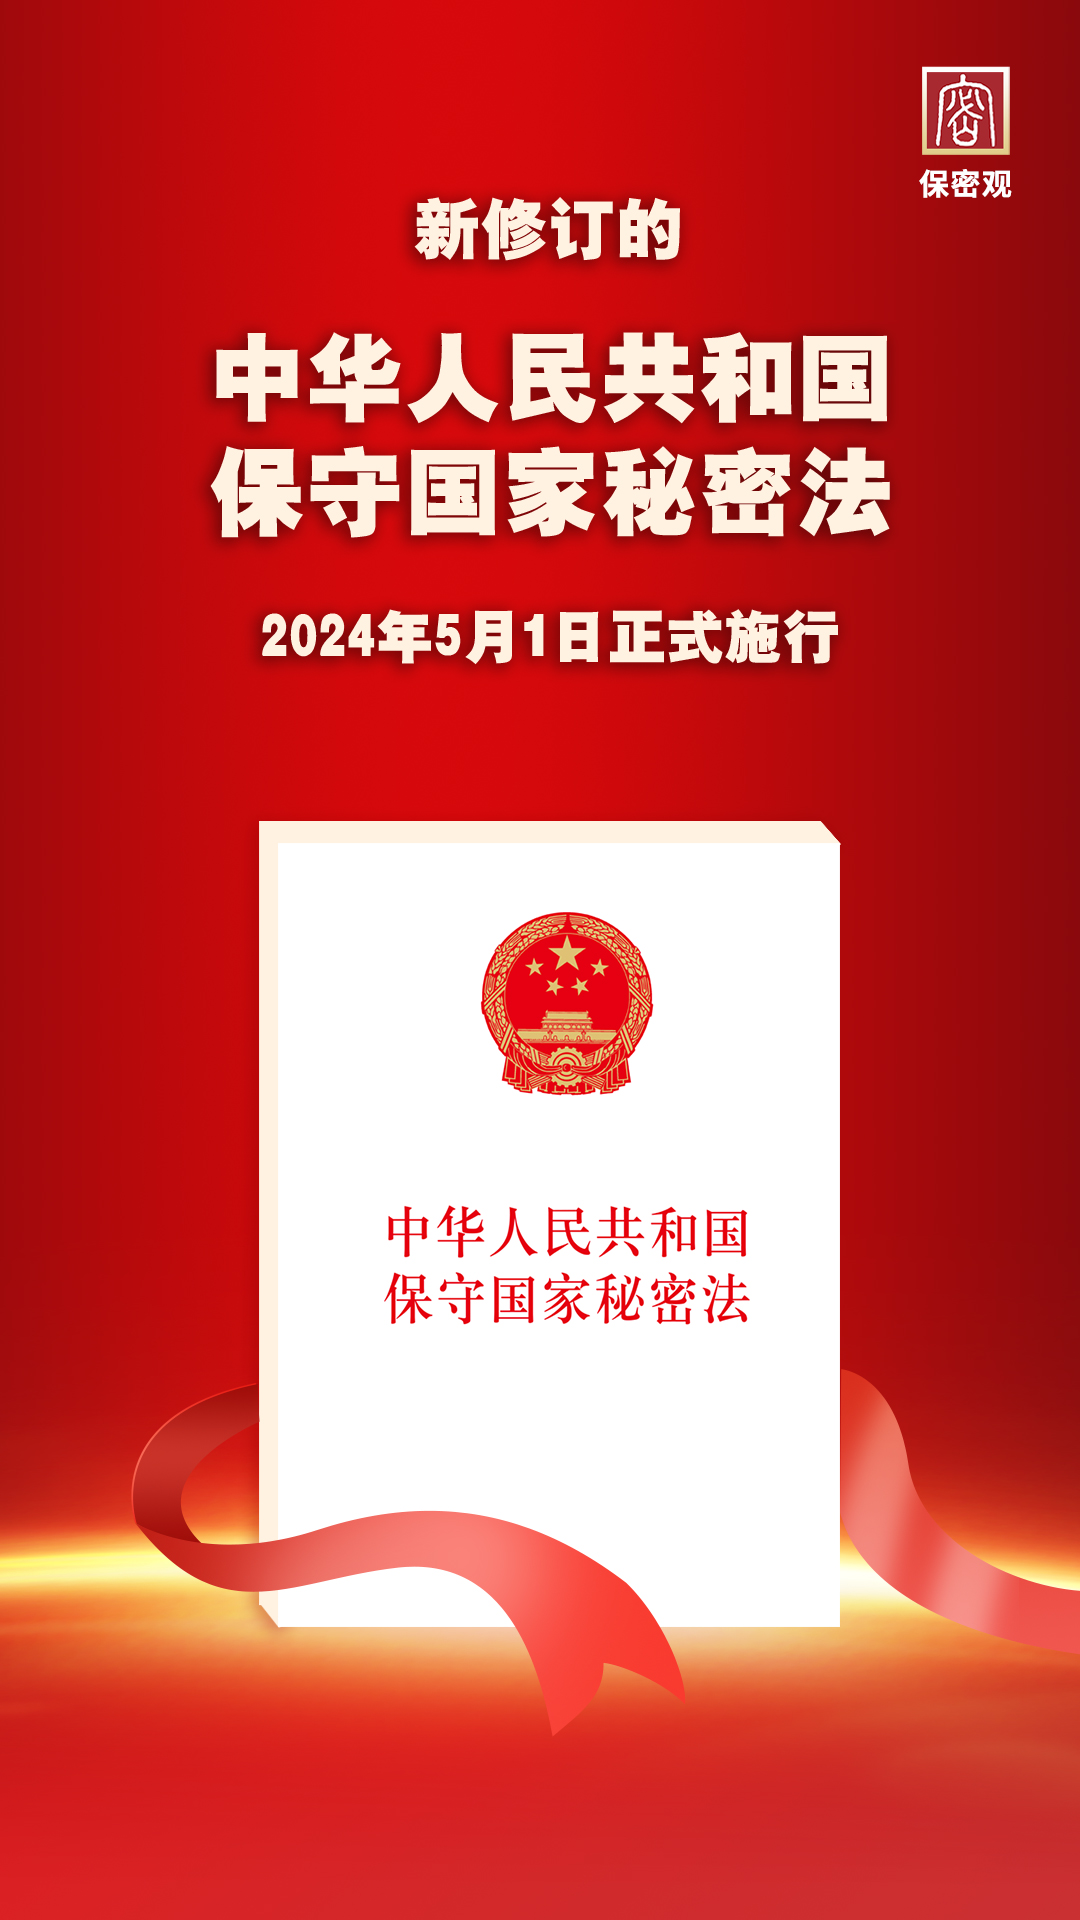 密
保密观
新修订的
中华人民共和国
保守国家秘密法
2024年5月1日正式施行
中华人民共和国
保守国家秘密法